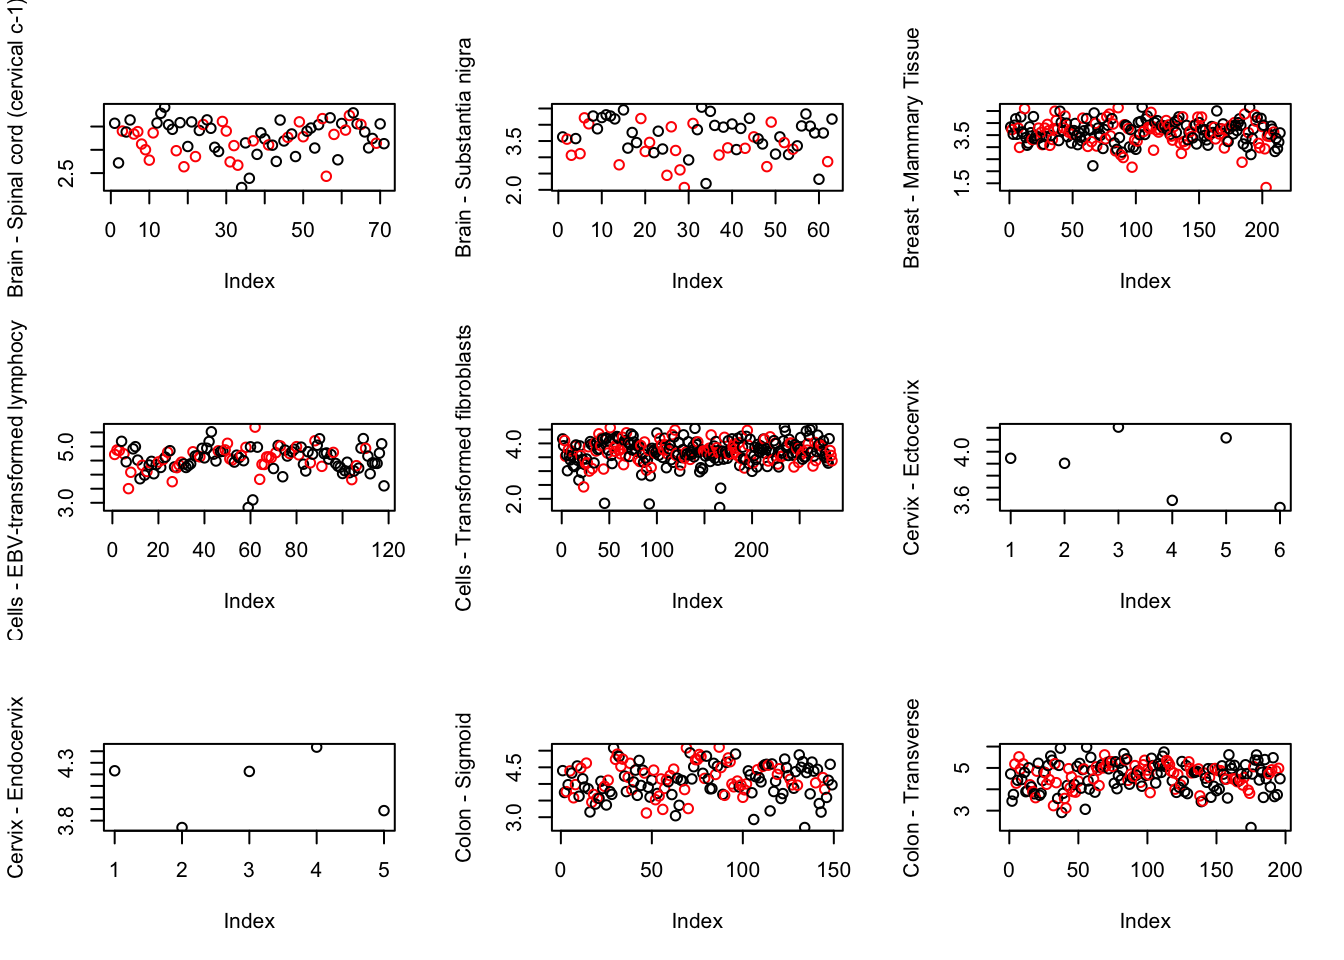 Brain - Spinal cord (cervical c-1)
2.5
0 10 30 50 70
Index
Brain - Substantia nigra
2.0 3.5
0 10 20 30 40 50 60
Index
Breast - Mammary Tissue
1.5 3.5
0 50 100 150 200
Index
Cells - EBV-transformed lymphocy
3.0 5.0
0 20 40 60 80 120
Index
Cells - Transformed fibroblasts
2.0 4.0
0 50 100 200
Index
Cervix - Ectocervix
3.6 4.0
1 2 3 4 5 6
Index
Cervix - Endocervix
3.8 4.3
1 2 3 4 5
Index
Colon - Sigmoid
3.0 4.5
0 50 100 150
Index
Colon - Transverse
3 5
0 50 100 150 200
Index